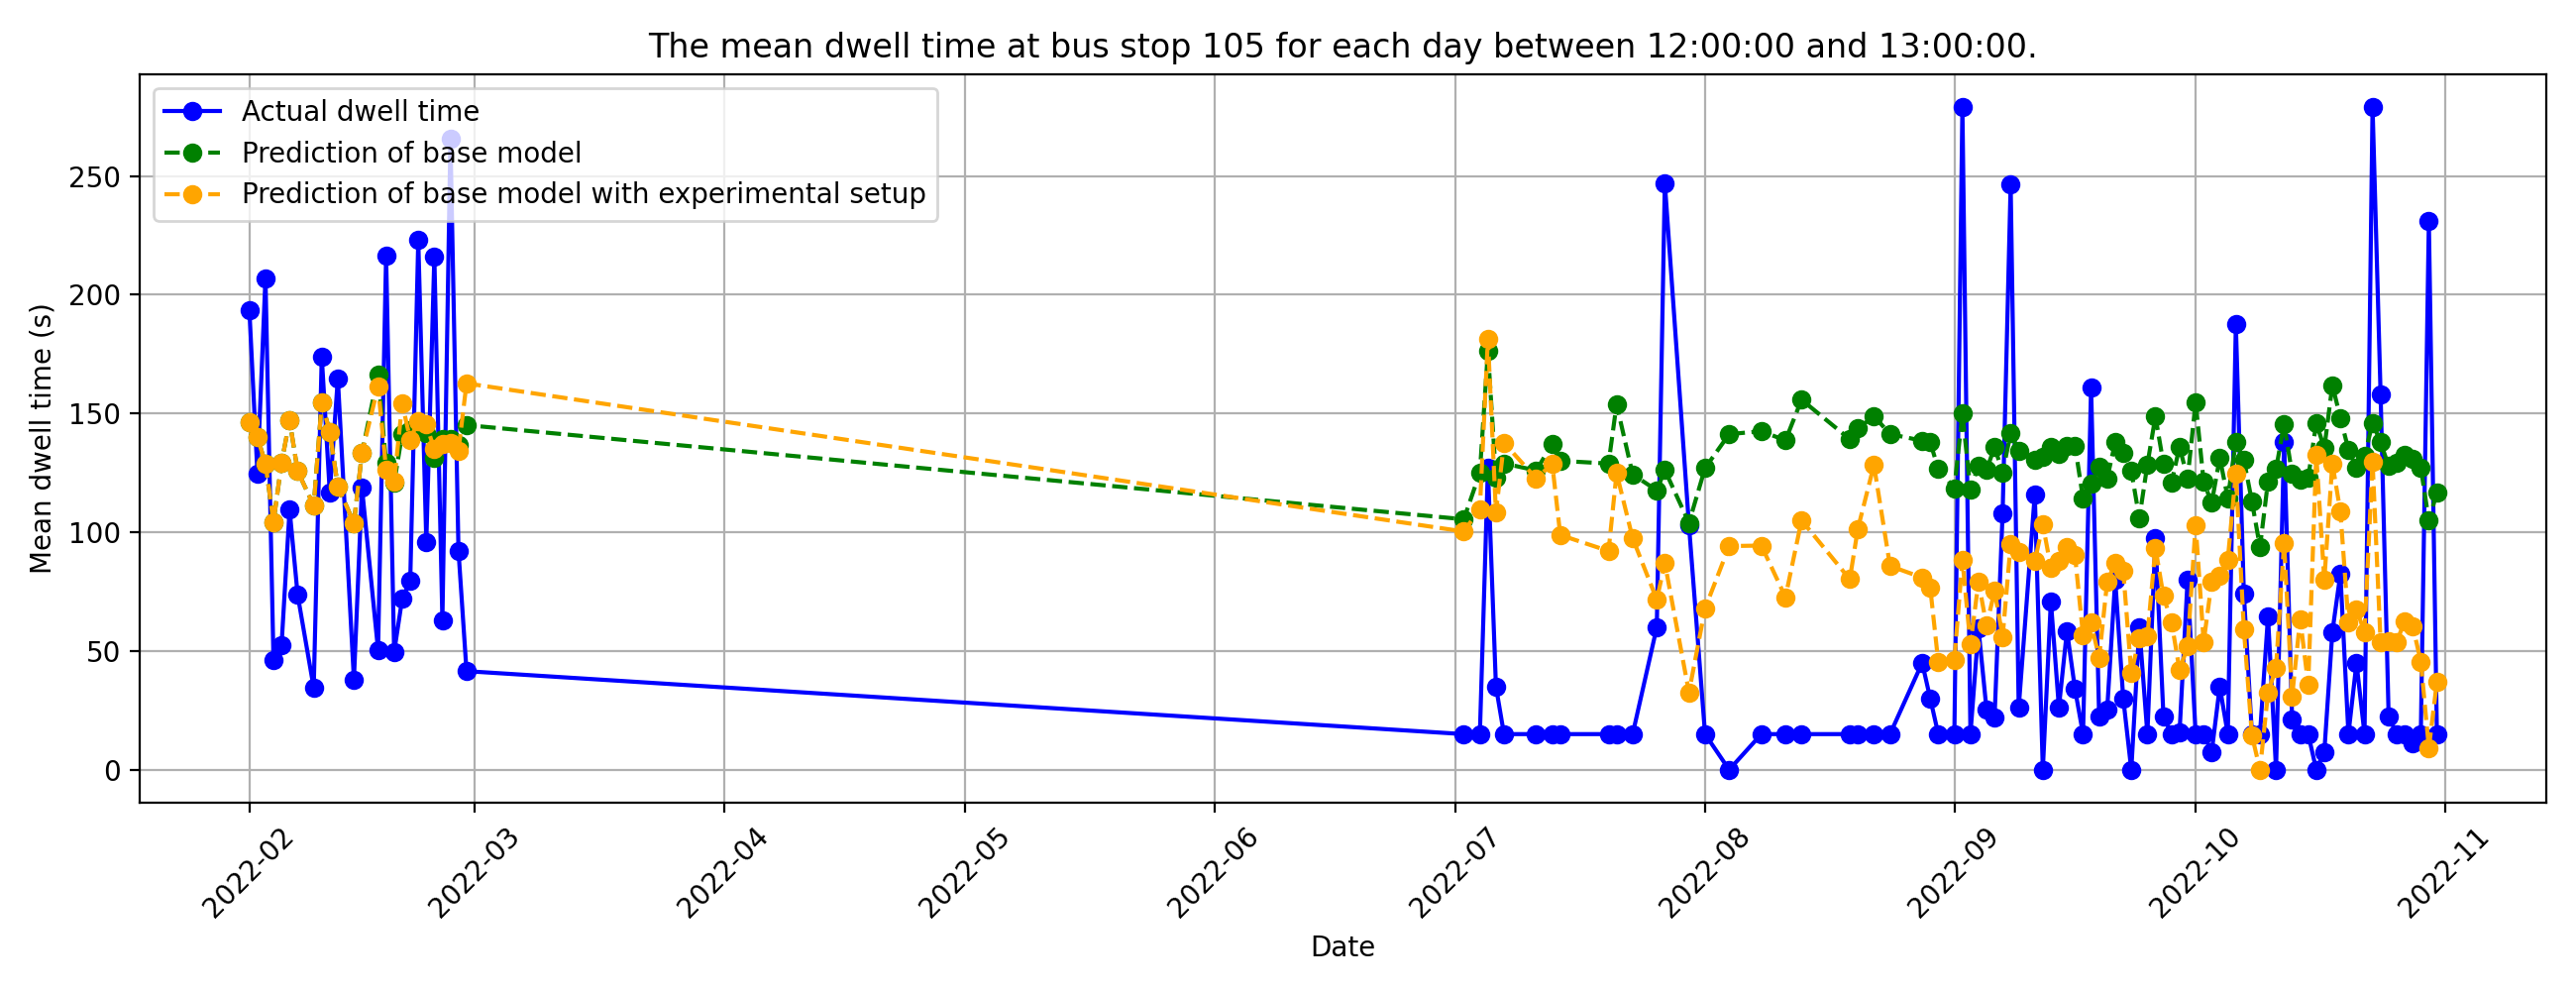 The mean dwell time at bus stop 105 for each day between 12:00:00 and 13:00:00.
Actual dwell time
Prediction of base model
Prediction of base model with experimental setup
Mean dwell time (s)
250
200
150
100
50
0
2022-02
2022-03
2022-04
2022-05
2022-06
2022-07
2022-08
2022-09
2022-10
2022-11
Date